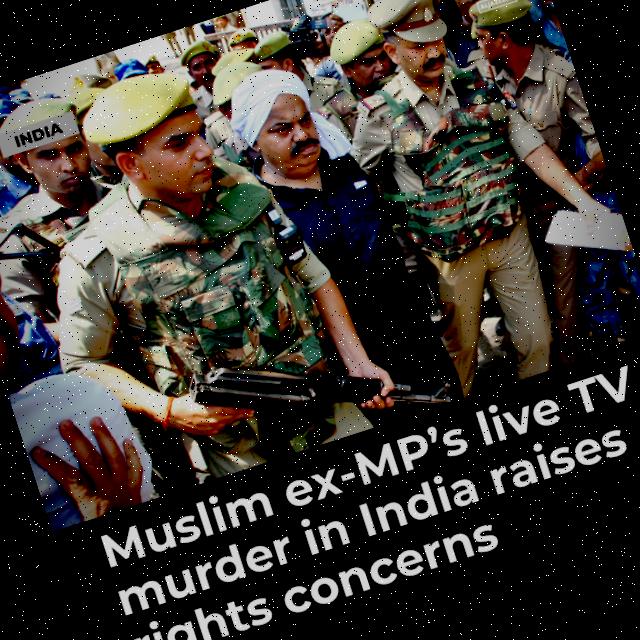 INDIA
Muslim ex-MP's live TV
murder in India raises
rights concerns